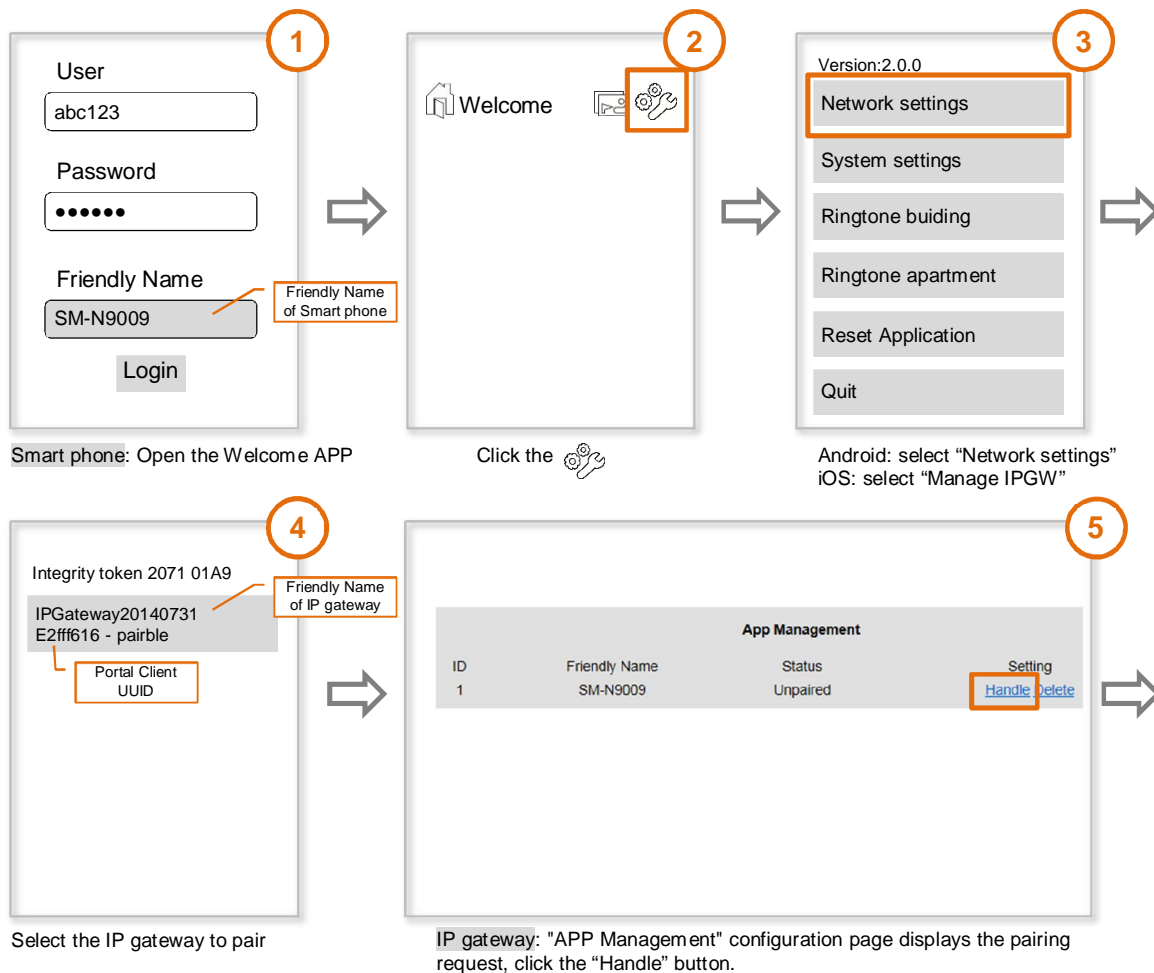 1
User
abc123
Password
●●●●●●
Friendly Name
SM-N9009
Friendly Name
of Smart phone
Login
Smart phone: Open the Welcome APP
2
Welcome
Click the
3
Version:2.0.0
Network settings
System settings
Ringtone buiding
Ringtone apartment
Reset Application
Quit
Android: select “Network settings”
iOS: select “Manage IPGW”
4
Integrity token 2071 01A9
IPGateway20140731
E2fff616 - pairble
Friendly Name
of IP gateway
Portal Client
UUID
Select the IP gateway to pair
5
App Management
ID Friendly Name Status Setting
1 SM-N9009 Unpaired Handle Delete
IP gateway: "APP Management" configuration page displays the pairing
request, click the “Handle” button.